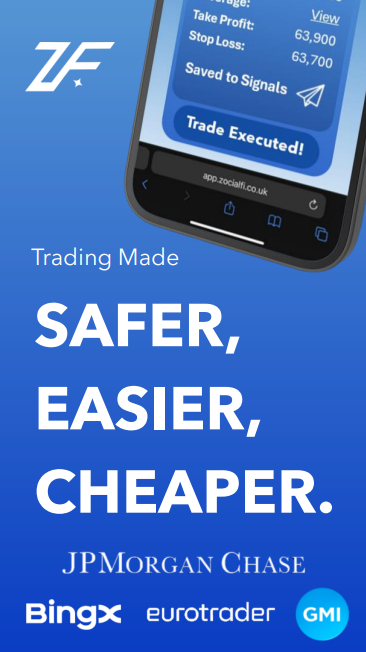 View
Take Profit: 63,900
Stop Loss: 63,700
Saved to Signals
Trade Executed!
app.zocialfi.co.uk
ZF
Trading Made
SAFER,
EASIER,
CHEAPER.
JPMORGAN CHASE
BingX eurotrader GMI